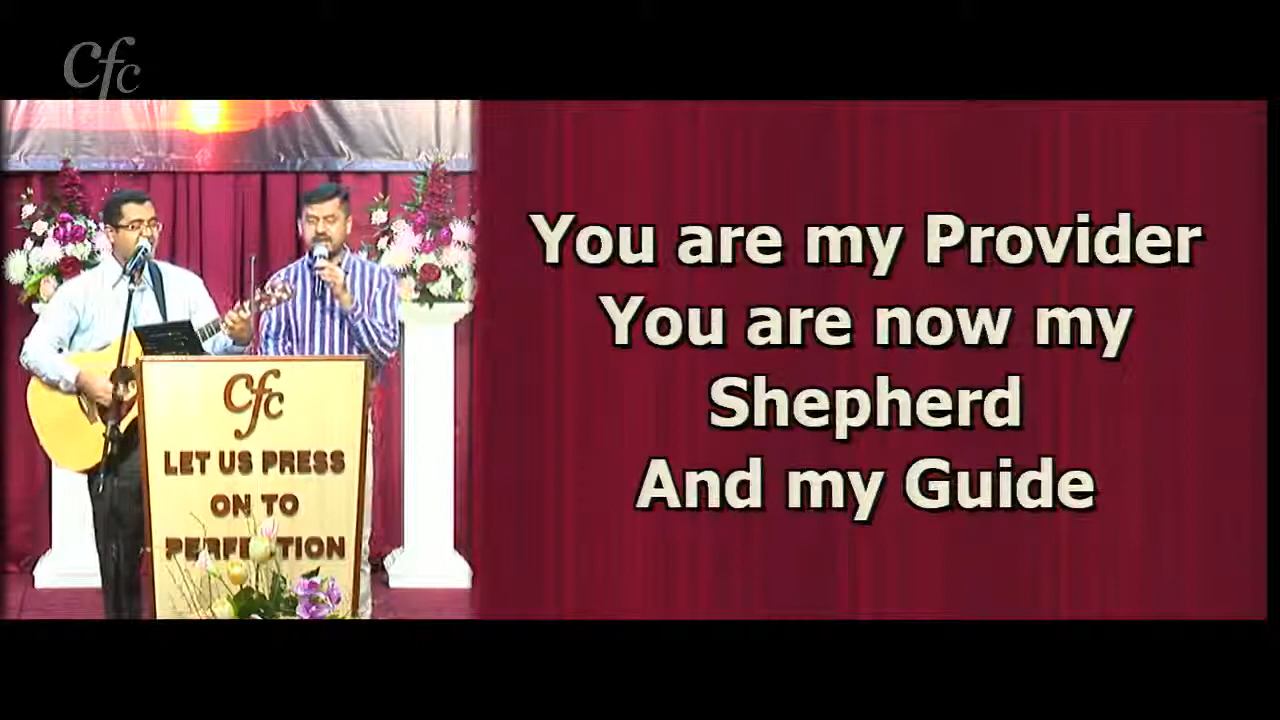 cfc
You are my Provider
You are now my
Shepherd
And my Guide
cfc
LET US PRESS
ON TO
PERFECTION